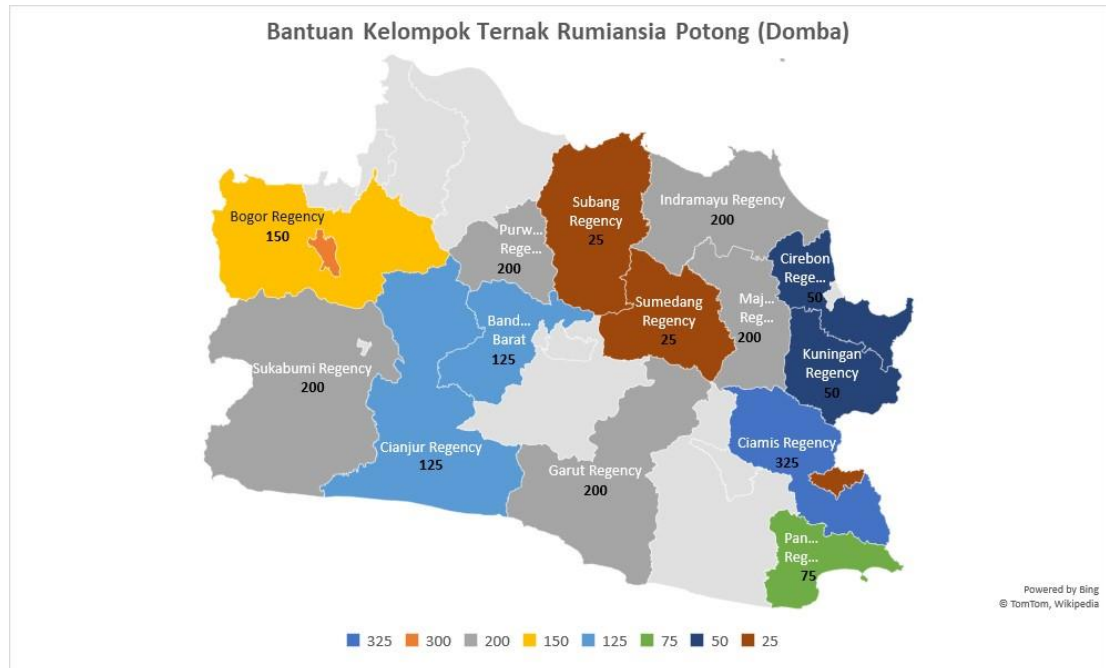 Bantuan Kelompok Ternak Rumiansia Potong (Domba)
Bogor Regency
150
Subang
Regency
25
Indramayu Regency
200
Purw...
Rege...
200
Cirebon
Rege...
50
Sumedang
Regency
25
Maj...
Reg...
200
Band...
Barat
125
Kuningan
Regency
50
Sukabumi Regency
200
Cianjur Regency
125
Garut Regency
200
Ciamis Regency
325
Pan...
Reg...
75
Powered by Bing
© TomTom, Wikipedia
325 300 200 150 125 75 50 25